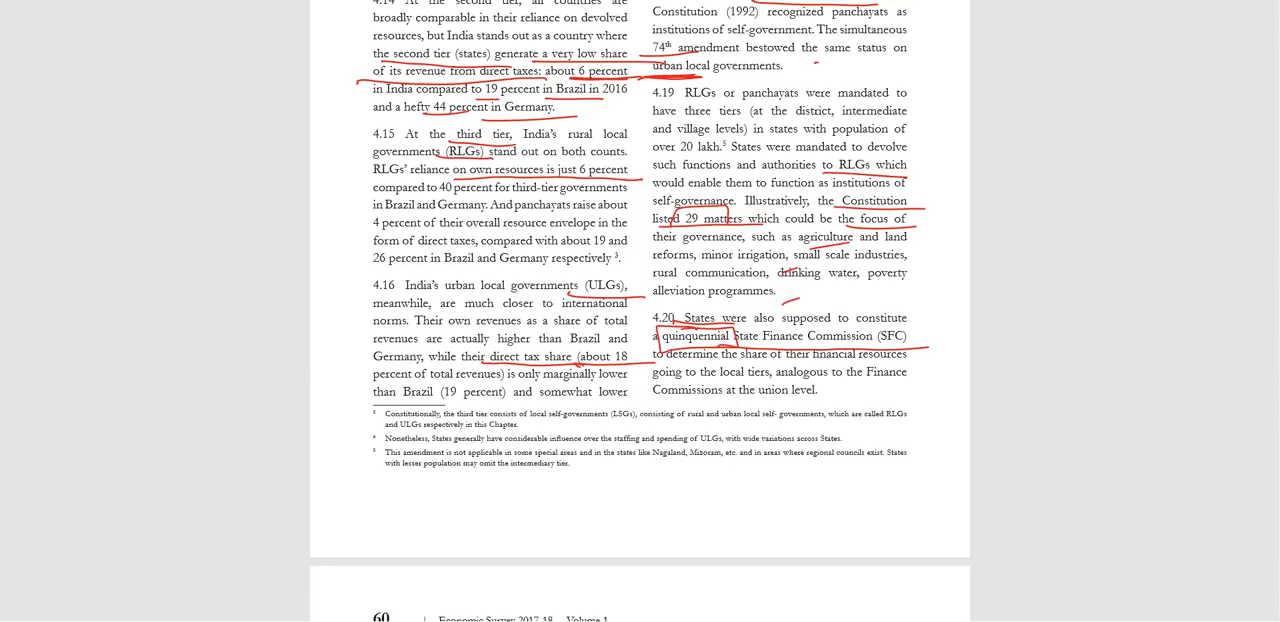 4.14 At the second tier, all countries are
broadly comparable in their reliance on devolved
resources, but India stands out as a country where
the second tier (states) generate a very low share
of its revenue from direct taxes: about 6 percent
in India compared to 19 percent in Brazil in 2016
and a hefty 44 percent in Germany.
4.15 At the third tier, India's rural local
governments (RLGs) stand out on both counts.
RLGs' reliance on own resources is just 6 percent
compared to 40 percent for third-tier governments
in Brazil and Germany. And panchayats raise about
4 percent of their overall resource envelope in the
form of direct taxes, compared with about 19 and
26 percent in Brazil and Germany respectively 3.
4.16 India's urban local governments (ULGs),
meanwhile, are much closer to international
norms. Their own revenues as a share of total
revenues are actually higher than Brazil and
Germany, while their direct tax share (about 18
percent of total revenues) is only marginally lower
than Brazil (19 percent) and somewhat lower
Constitution (1992) recognized panchayats as
institutions of self-government. The simultaneous
74th amendment bestowed the same status on
urban local governments.
4.19 RLGs or panchayats were mandated to
have three tiers (at the district, intermediate
and village levels) in states with population of
over 20 lakh.5 States were mandated to devolve
such functions and authorities to RLGs which
would enable them to function as institutions of
self-governance. Illustratively, the Constitution
listed 29 matters which could be the focus of
their governance, such as agriculture and land
reforms, minor irrigation, small scale industries,
rural communication, drinking water, poverty
alleviation programmes.
4.20 States were also supposed to constitute
a quinquennial State Finance Commission (SFC)
to determine the share of their financial resources
going to the local tiers, analogous to the Finance
Commissions at the union level.
3 Constitutionally, the third tier consists of local self-governments (LSGs), consisting of rural and urban local self- governments, which are called RLGs
and ULGs respectively in this Chapter.
4 Nonetheless, States generally have considerable influence over the staffing and spending of ULGs, with wide variations across States.
5 This amendment is not applicable in some special areas and in the states like Nagaland, Mizoram, etc. and in areas where regional councils exist. States
with lesser population may omit the intermediary tier.
60 | Economic Survey 2017-18 Volume 1